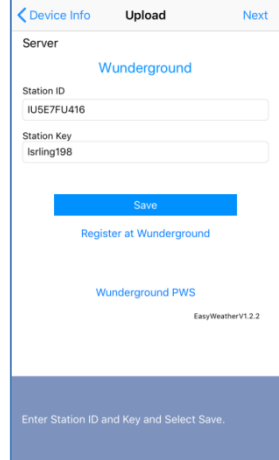 Device Info Upload Next
Server
Wunderground
Station ID
IU5E7FU416
Station Key
lsrling198
Save
Register at Wunderground
Wunderground PWS
EasyWeatherV1.2.2
Enter Station ID and Key and Select Save.